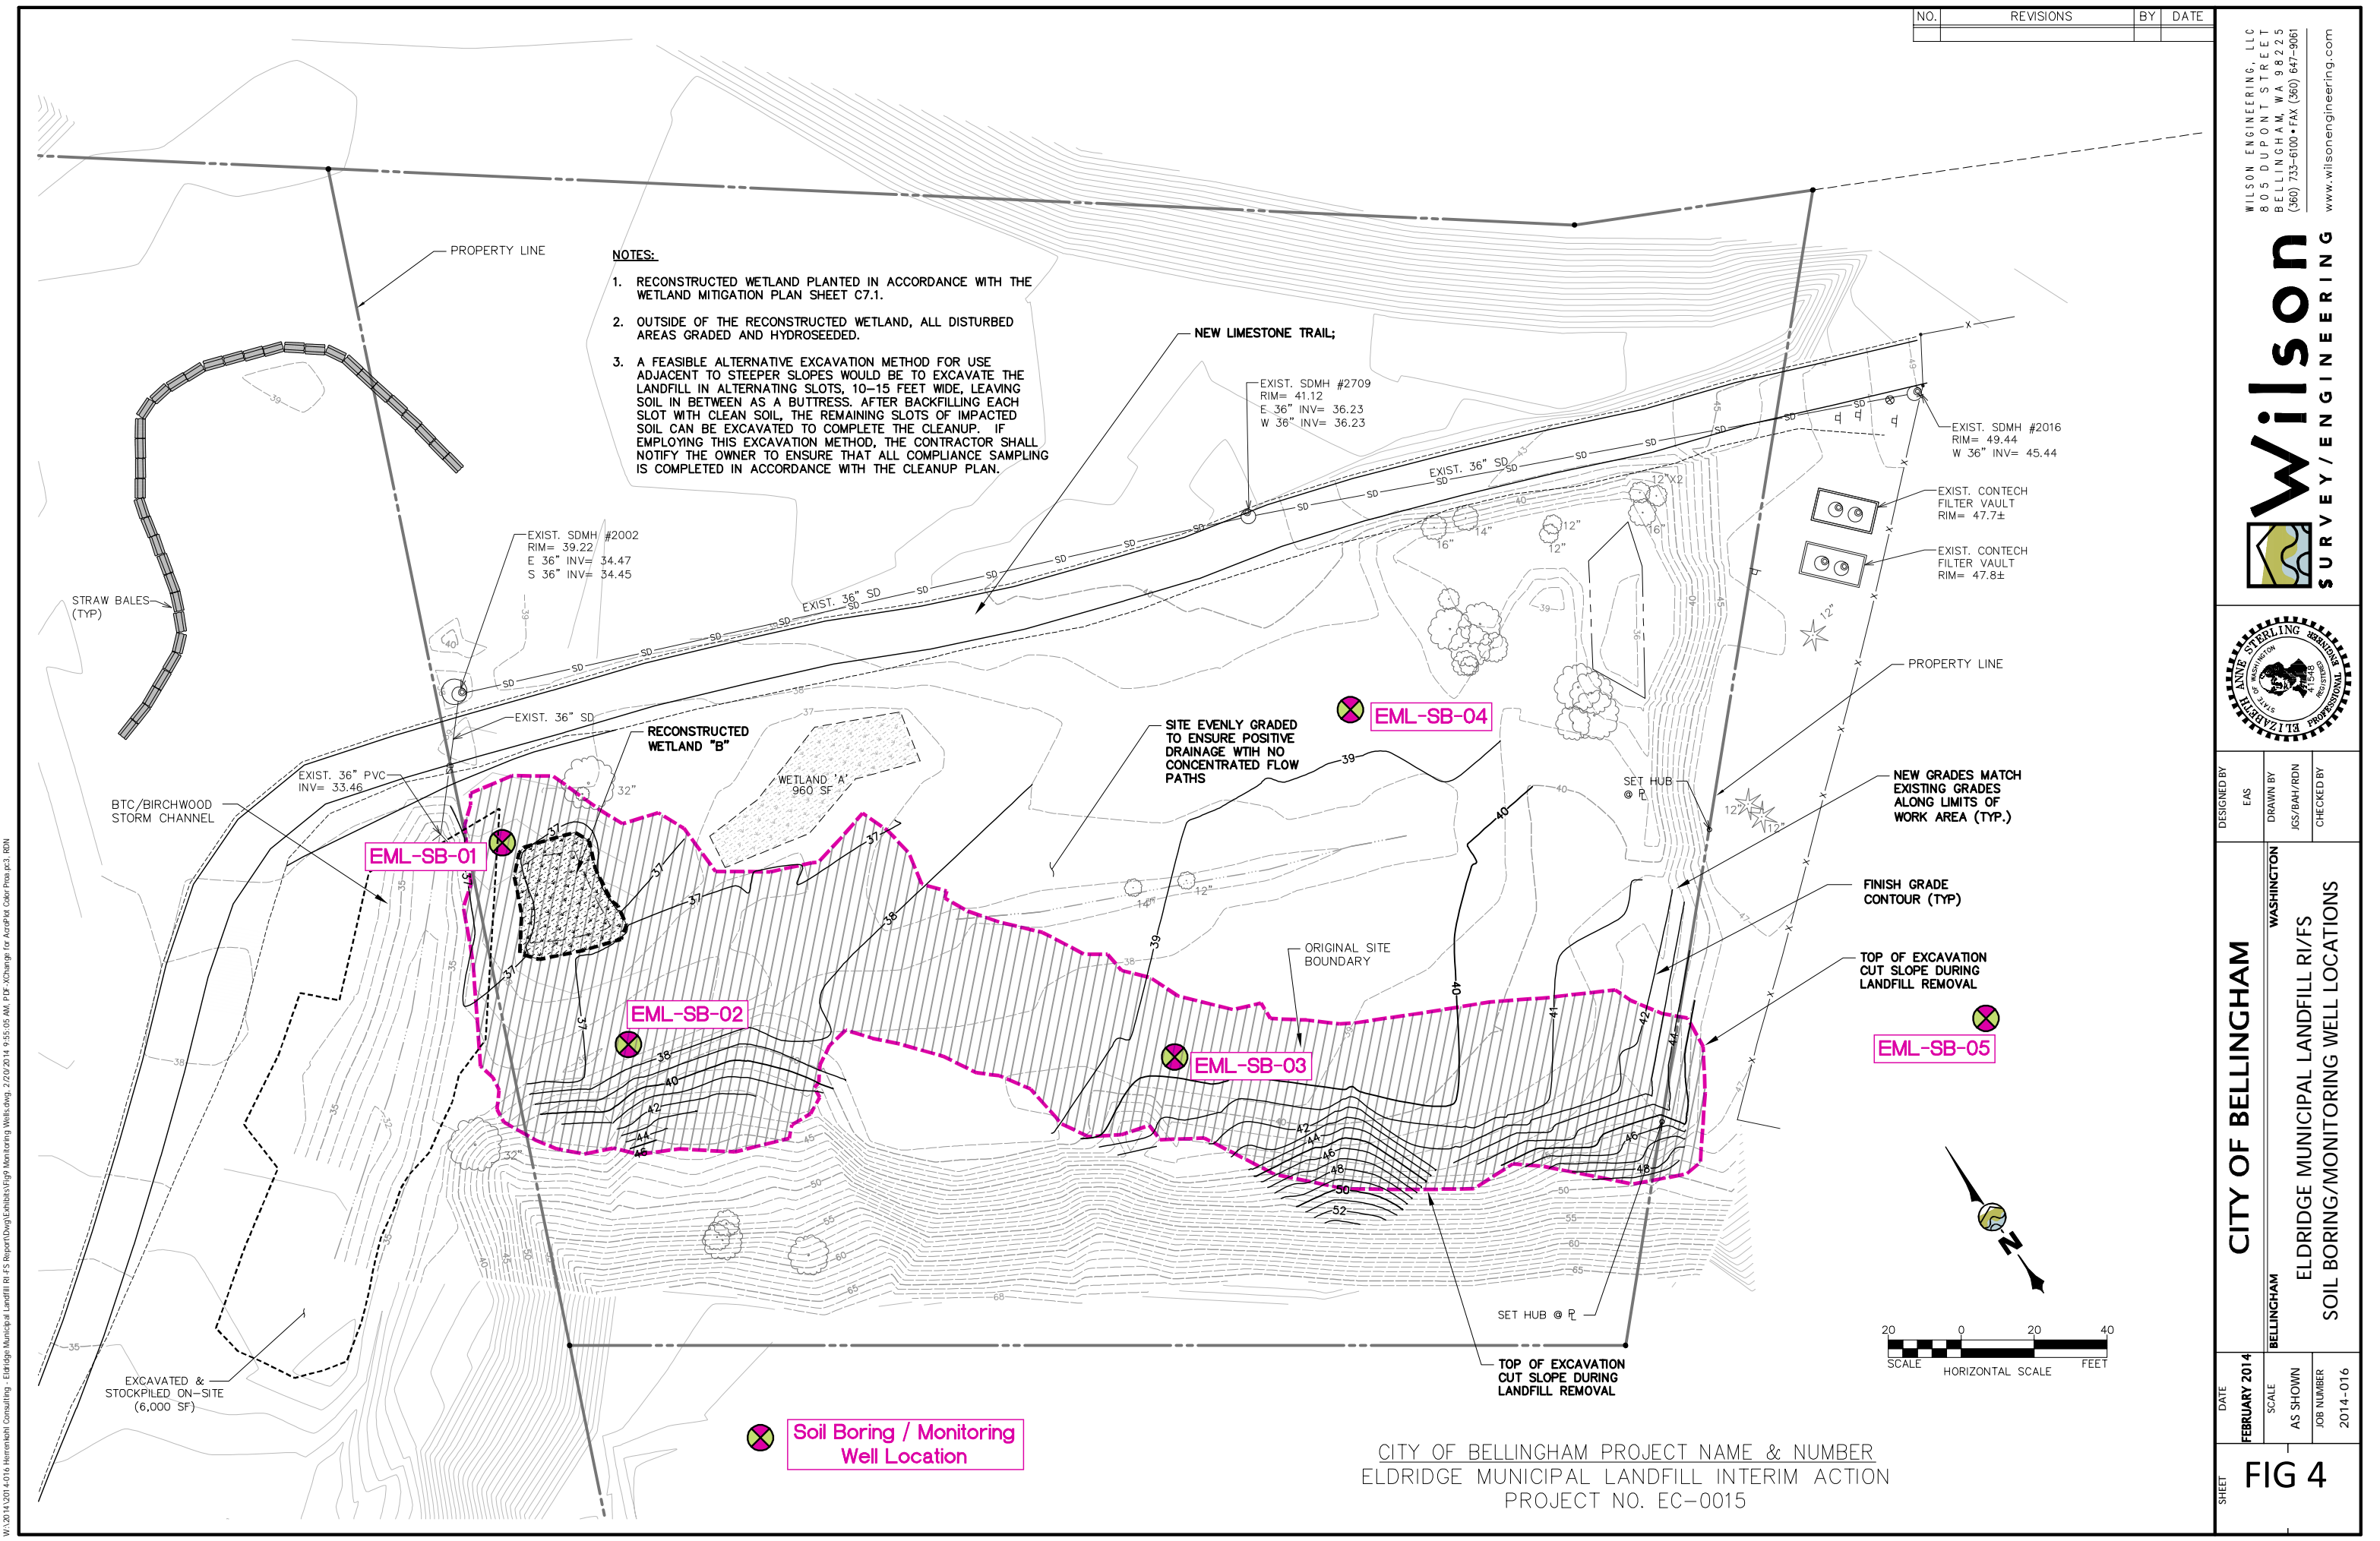 NO. REVISIONS BY DATE
PROPERTY LINE
NOTES:
1. RECONSTRUCTED WETLAND PLANTED IN ACCORDANCE WITH THE
WETLAND MITIGATION PLAN SHEET C7.1.
2. OUTSIDE OF THE RECONSTRUCTED WETLAND, ALL DISTURBED
AREAS GRADED AND HYDROSEEDED.
3. A FEASIBLE ALTERNATIVE EXCAVATION METHOD FOR USE
ADJACENT TO STEEPER SLOPES WOULD BE TO EXCAVATE THE
LANDFILL IN ALTERNATING SLOTS, 10-15 FEET WIDE, LEAVING
SOIL IN BETWEEN AS A BUTTRESS. AFTER BACKFILLING EACH
SLOT WITH CLEAN SOIL, THE REMAINING SLOTS OF IMPACTED
SOIL CAN BE EXCAVATED TO COMPLETE THE CLEANUP. IF
EMPLOYING THIS EXCAVATION METHOD, THE CONTRACTOR SHALL
NOTIFY THE OWNER TO ENSURE THAT ALL COMPLIANCE SAMPLING
IS COMPLETED IN ACCORDANCE WITH THE CLEANUP PLAN.
NEW LIMESTONE TRAIL;
EXIST. SDMH #2709
RIM= 41.12
E 36" INV= 36.23
W 36" INV= 36.23
EXIST. SDMH #2016
RIM= 49.44
W 36" INV= 45.44
EXIST. CONTECH
FILTER VAULT
RIM= 47.7±
EXIST. CONTECH
FILTER VAULT
RIM= 47.8±
EXIST. SDMH #2002
RIM= 39.22
E 36" INV= 34.47
S 36" INV= 34.45
EXIST. 36" SD
EXIST. 36" SD
STRAW BALES
(TYP)
PROPERTY LINE
EXIST. 36" SD
RECONSTRUCTED
WETLAND "B"
WETLAND 'A'
960 SF
SITE EVENLY GRADED
TO ENSURE POSITIVE
DRAINAGE WTIH NO
CONCENTRATED FLOW
PATHS
EML-SB-04
EXIST. 36" PVC
INV= 33.46
BTC/BIRCHWOOD
STORM CHANNEL
SET HUB
@ PL
NEW GRADES MATCH
EXISTING GRADES
ALONG LIMITS OF
WORK AREA (TYP.)
EML-SB-01
FINISH GRADE
CONTOUR (TYP)
ORIGINAL SITE
BOUNDARY
TOP OF EXCAVATION
CUT SLOPE DURING
LANDFILL REMOVAL
EML-SB-02
EML-SB-03
EML-SB-05
N
SET HUB @ PL
TOP OF EXCAVATION
CUT SLOPE DURING
LANDFILL REMOVAL
20 0 20 40
SCALE HORIZONTAL SCALE FEET
EXCAVATED &
STOCKPILED ON-SITE
(6,000 SF)
Soil Boring / Monitoring
Well Location
CITY OF BELLINGHAM PROJECT NAME & NUMBER
ELDRIDGE MUNICIPAL LANDFILL INTERIM ACTION
PROJECT NO. EC-0015
WILSON ENGINEERING, LLC
805 DUPONT STREET
BELLINGHAM, WA 98225
(360) 733-6100 • FAX (360) 647-9061
www.wilsonengineering.com
Wilson
SURVEY/ENGINEERING
ELIZABETH ANNE STERLING
STATE OF WASHINGTON
41548
REGISTERED
PROFESSIONAL ENGINEER
DESIGNED BY
EAS
DRAWN BY
JGS/BAH/RDN
CHECKED BY
CITY OF BELLINGHAM
BELLINGHAM WASHINGTON
ELDRIDGE MUNICIPAL LANDFILL RI/FS
SOIL BORING/MONITORING WELL LOCATIONS
DATE
FEBRUARY 2014
SCALE
AS SHOWN
JOB NUMBER
2014-016
SHEET
FIG 4